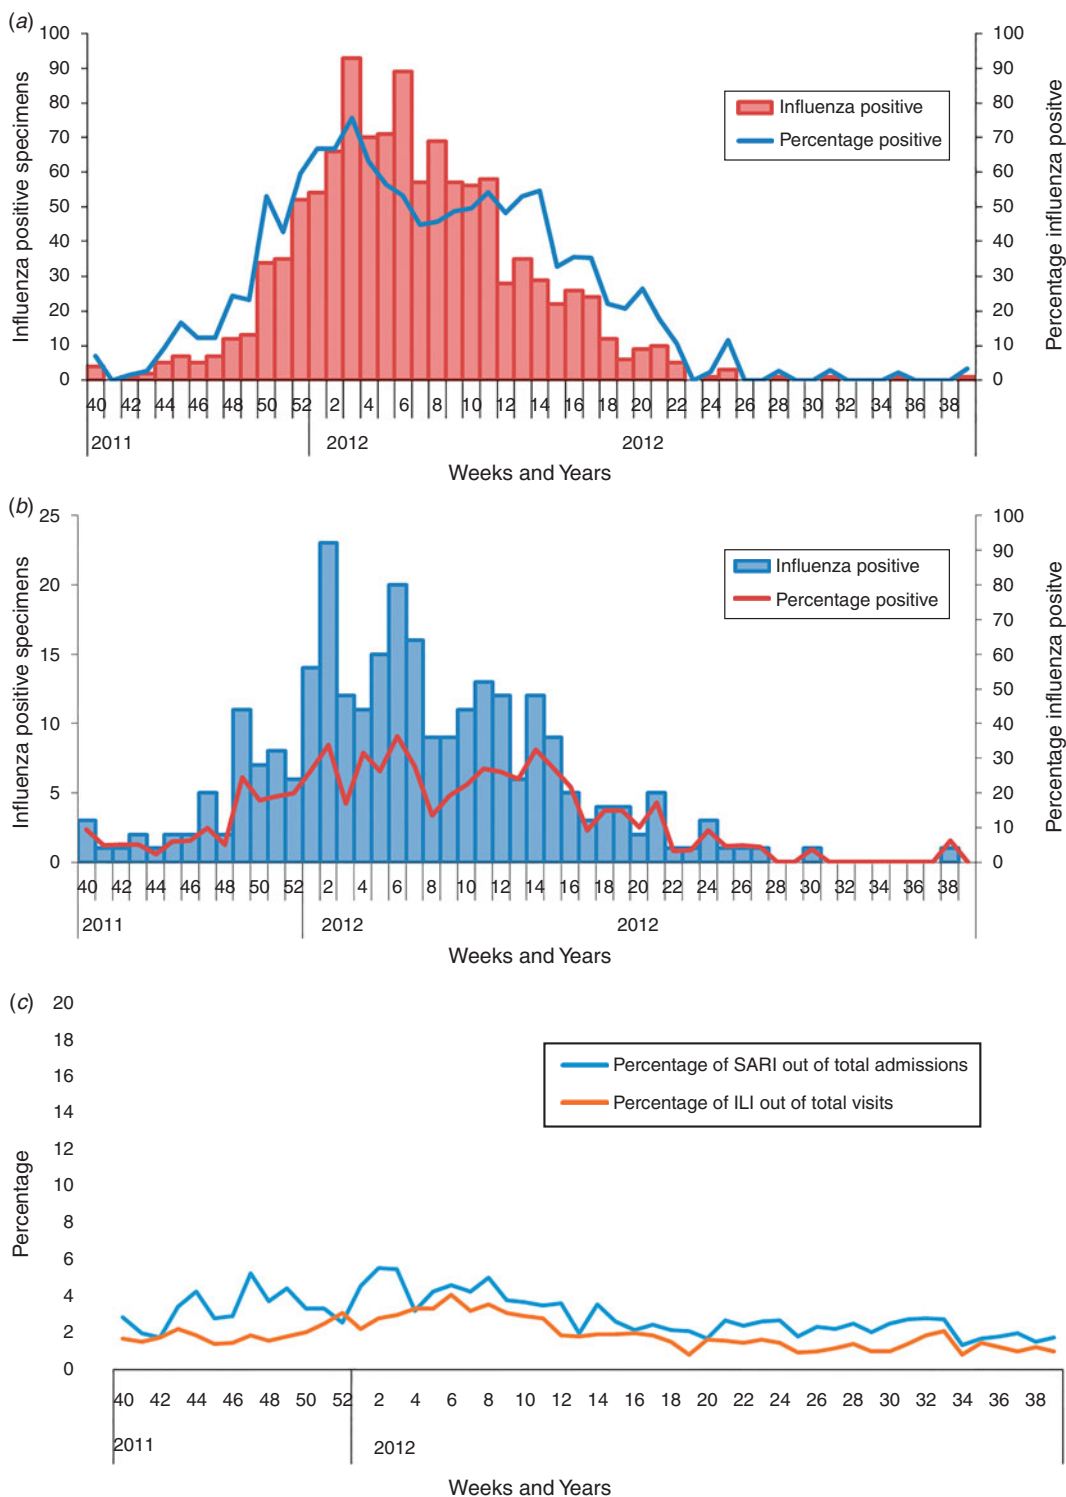 (a)
100
90
80
70
60
50
40
30
20
10
0
Influenza positive specimens
100
90
80
70
60
50
40
30
20
10
0
Percentage influenza positve
Influenza positive
Percentage positive
40 42 44 46 48 50 52 2 4 6 8 10 12 14 16 18 20 22 24 26 28 30 32 34 36 38
2011 2012 2012
Weeks and Years
(b)
25
20
15
10
5
0
Influenza positive specimens
100
90
80
70
60
50
40
30
20
10
0
Percentage influenza positve
Influenza positive
Percentage positive
40 42 44 46 48 50 52 2 4 6 8 10 12 14 16 18 20 22 24 26 28 30 32 34 36 38
2011 2012 2012
Weeks and Years
(c)
20
18
16
14
12
10
8
6
4
2
0
Percentage
Percentage of SARI out of total admissions
Percentage of ILI out of total visits
40 42 44 46 48 50 52 2 4 6 8 10 12 14 16 18 20 22 24 26 28 30 32 34 36 38
2011 2012
Weeks and Years